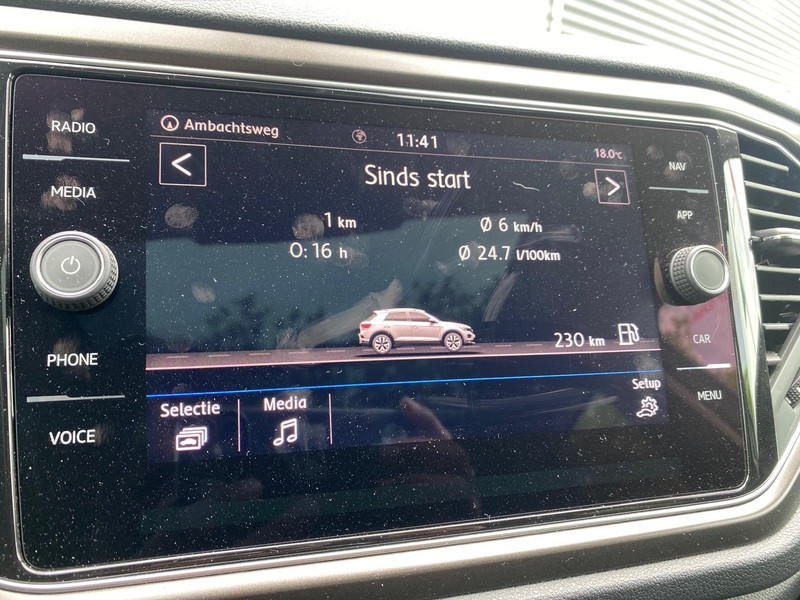 RADIO
MEDIA
PHONE
VOICE
Ambachtsweg
11:41
18.0°C
Sinds start
1 km
Ø 6 km/h
0:16 h
Ø 24.7 l/100km
230 km
Selectie
Media
Setup
NAV
APP
CAR
MENU